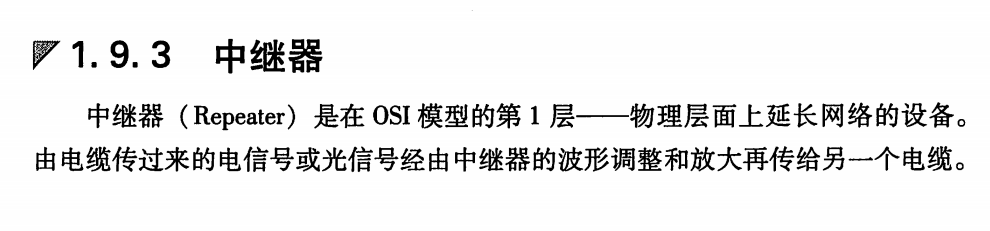 1.9.3 中继器
中继器（Repeater）是在 OSI 模型的第 1 层——物理层面上延长网络的设备。
由电缆传过来的电信号或光信号经由中继器的波形调整和放大再传给另一个电缆。